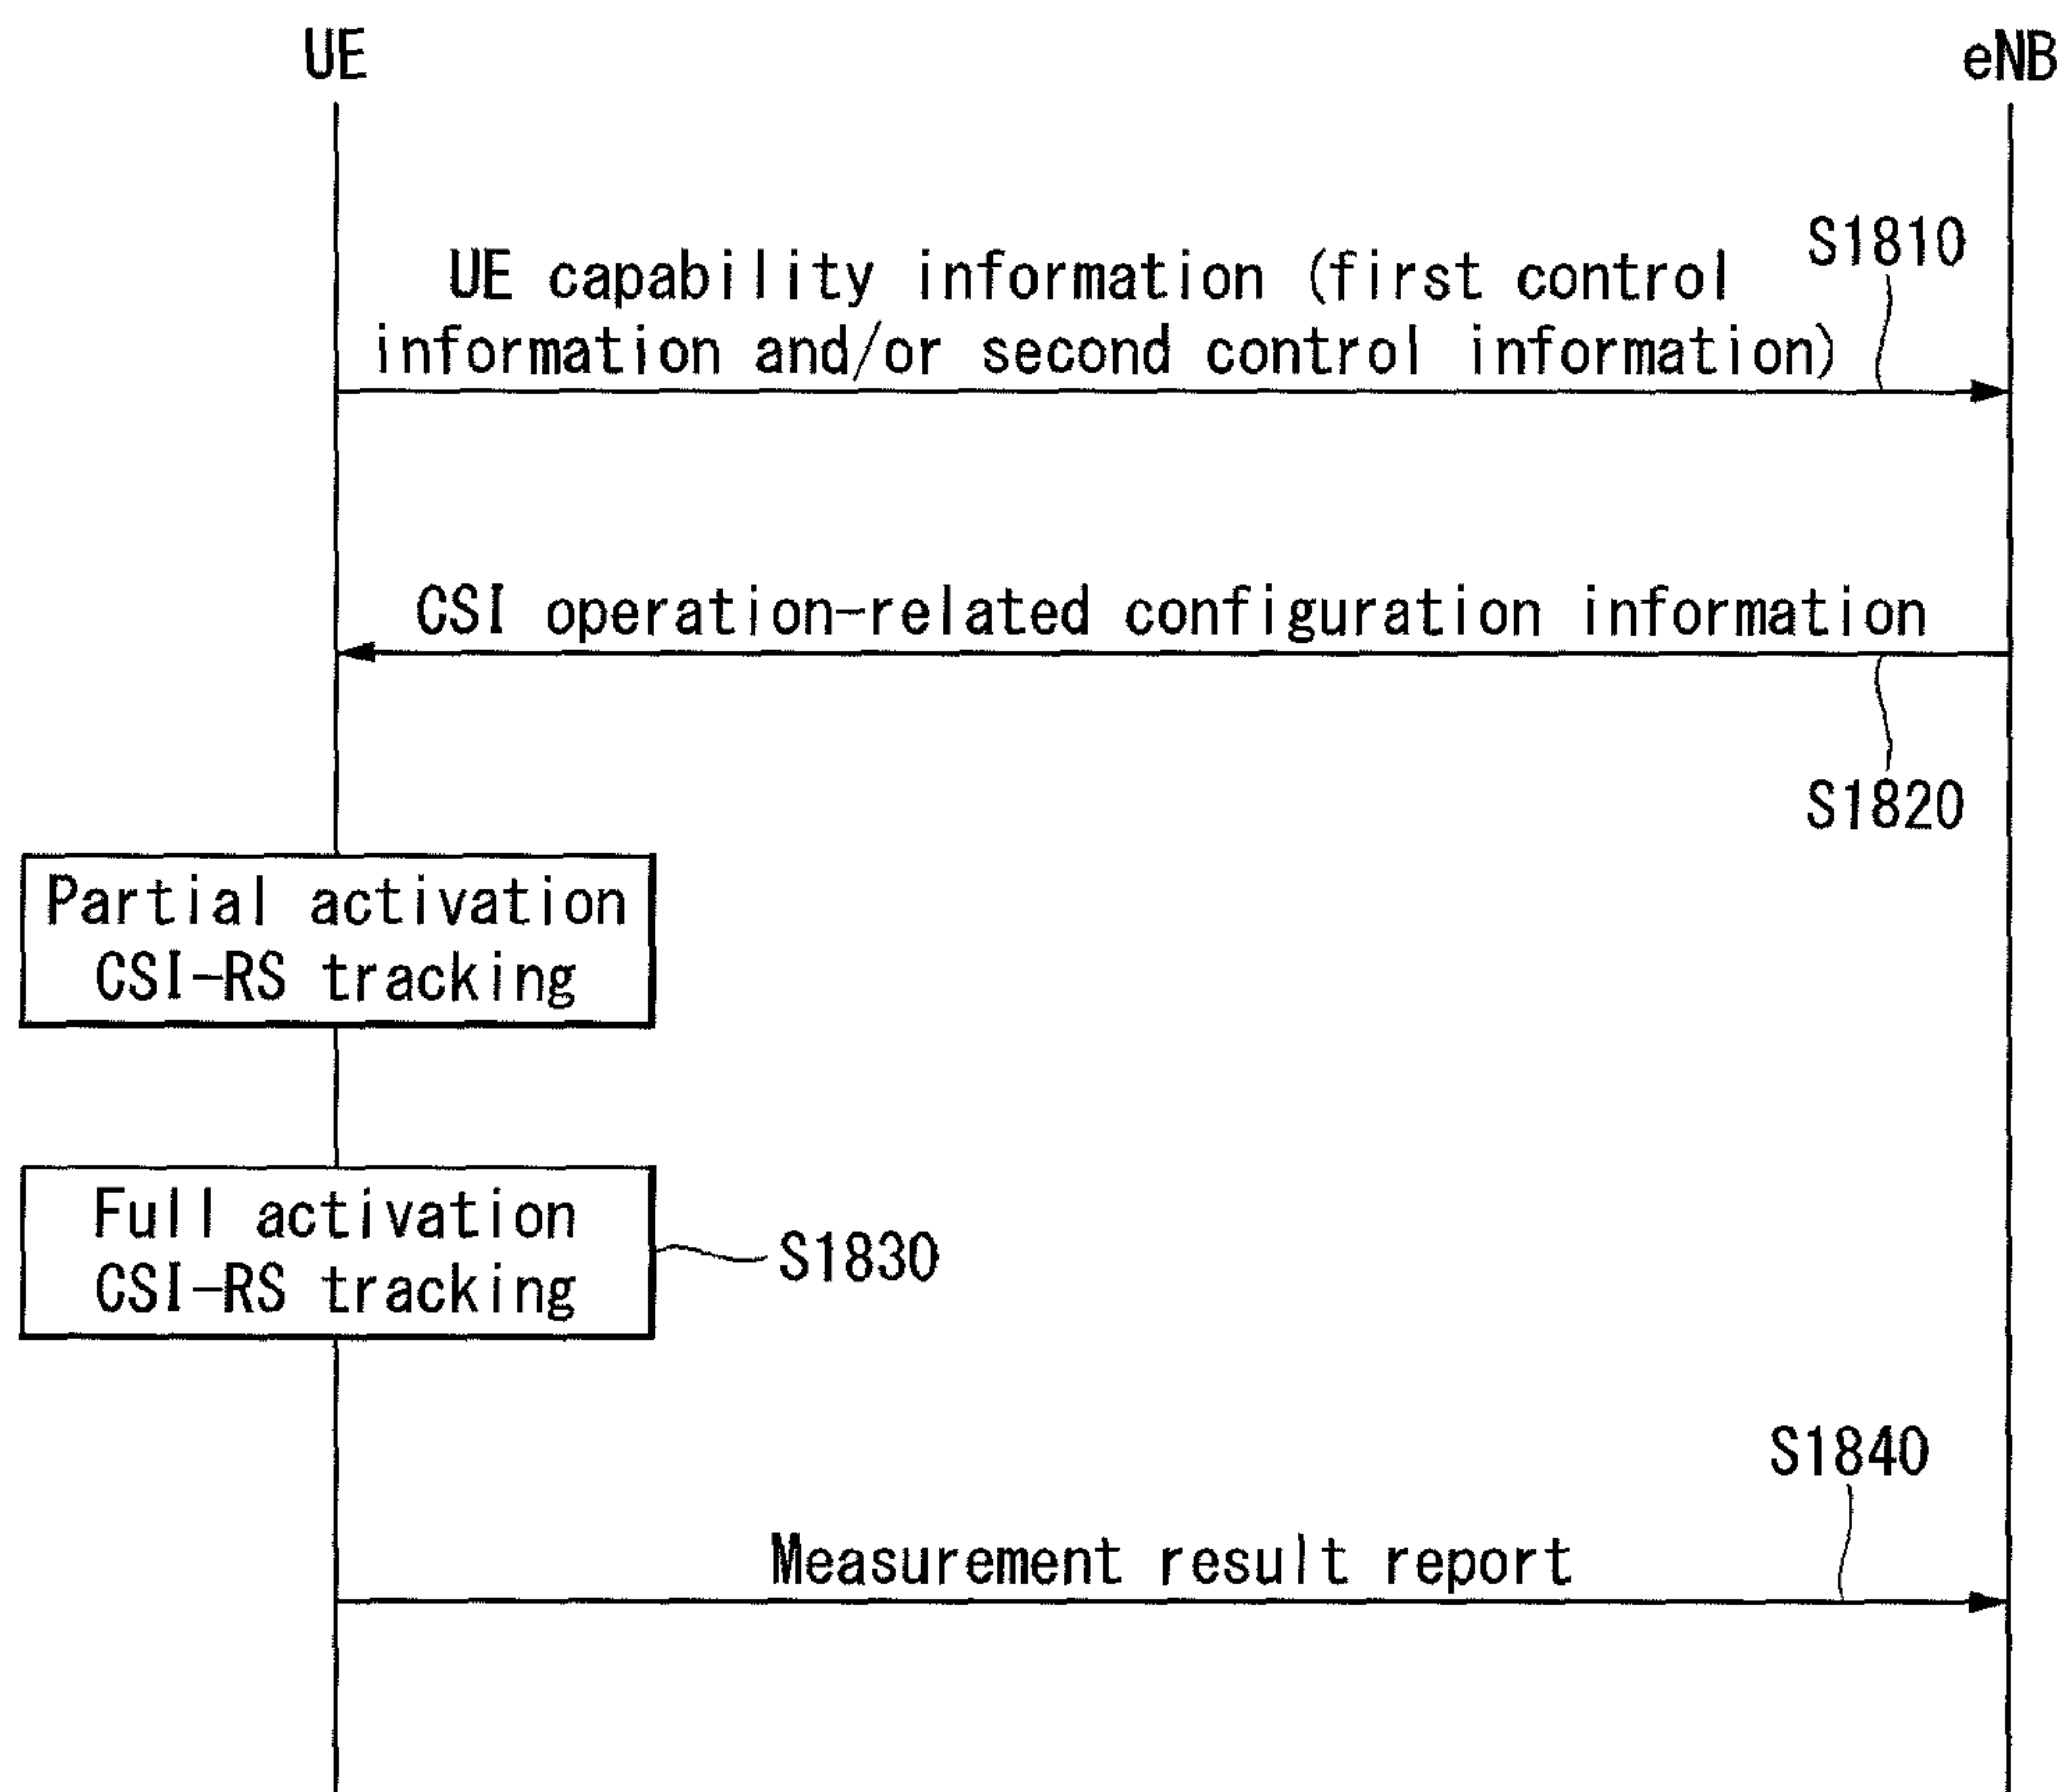 UE
eNB
S1810
UE capability information (first control
information and/or second control information)
CSI operation-related configuration information
S1820
Partial activation
CSI-RS tracking
Full activation
CSI-RS tracking
S1830
S1840
Measurement result report